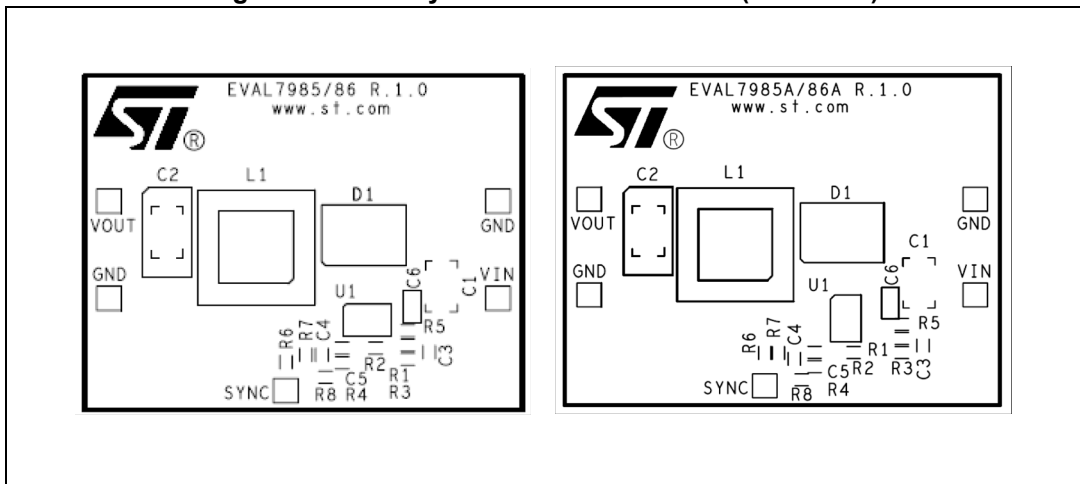 EVAL7985/86 R.1.0
www.st.com
ST®
C2
L1
D1
VOUT
GND
GND
VIN
C6
C1
U1
R6
R7
C4
R5
R2
C3
C5
R1
SYNC
R8
R4
R3
EVAL7985A/86A R.1.0
www.st.com
ST®
C2
L1
D1
VOUT
GND
C1
GND
VIN
C6
U1
R6
R7
C4
R5
R1
C3
R2
R3
C5
SYNC
R8
R4